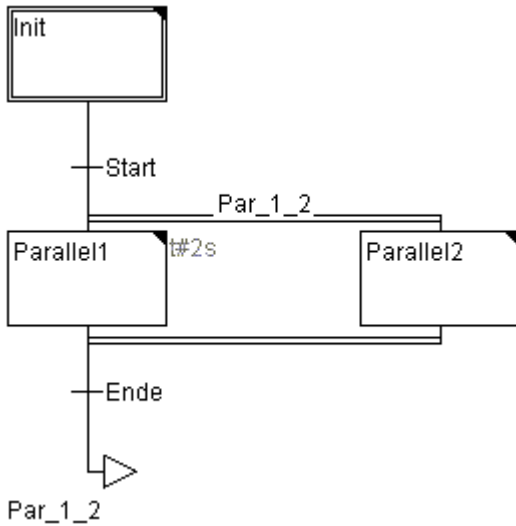 Init
Start
Par_1_2
Parallel1
t#2s
Parallel2
Ende
Par_1_2